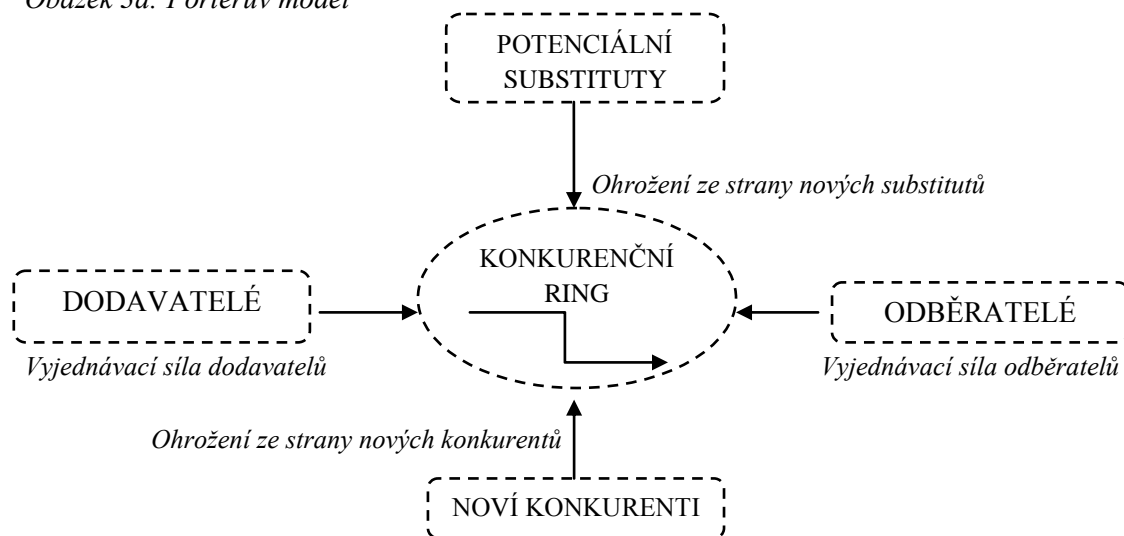 Obázek 5a: Porterův model
POTENCIÁLNÍ
SUBSTITUTY
Ohrožení ze strany nových substitutů
KONKURENČNÍ
RING
DODAVATELÉ
ODBĚRATELÉ
Vyjednávací síla dodavatelů
Vyjednávací síla odběratelů
Ohrožení ze strany nových konkurentů
NOVÍ KONKURENTI